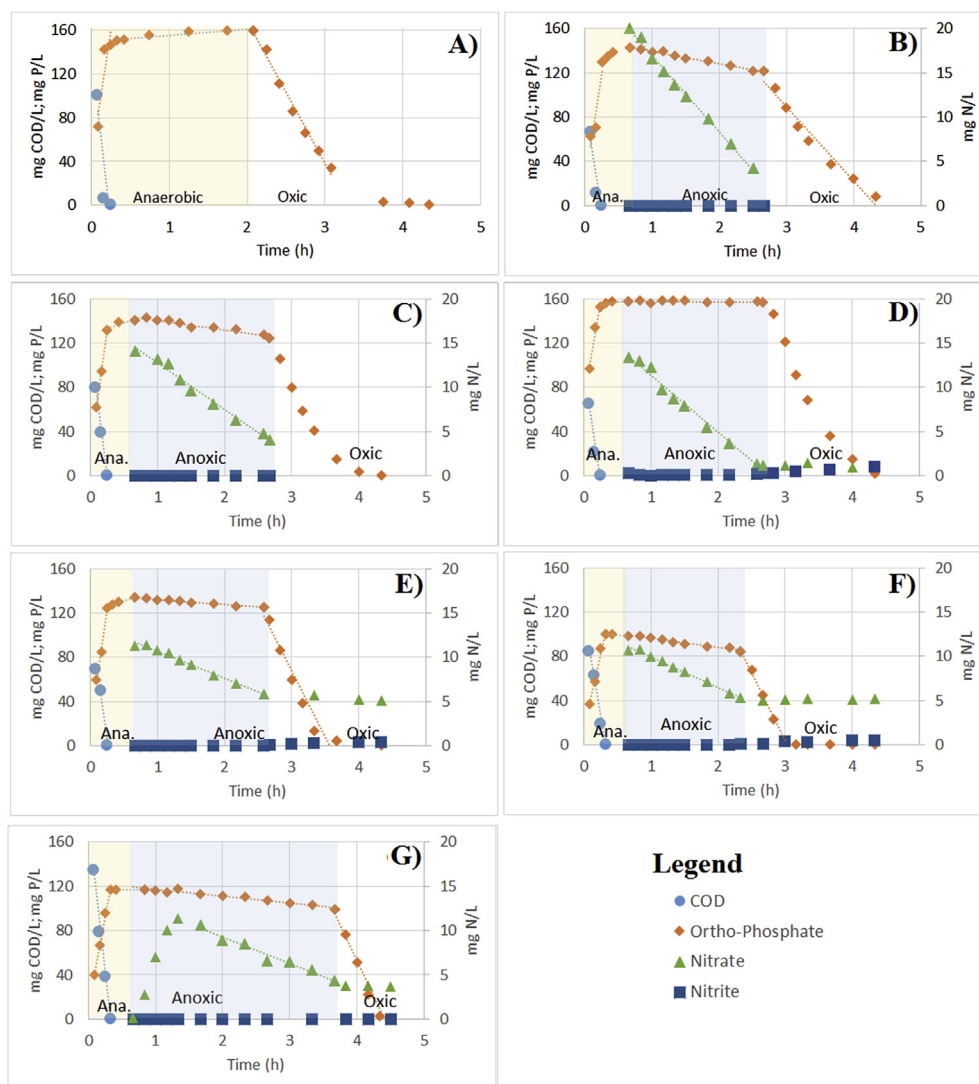 A)
mg COD/L; mg P/L
160
120
80
40
0
Anaerobic
Oxic
0 1 2 3 4 5
Time (h)
B)
mg COD/L; mg P/L
160
120
80
40
0
20
15
10
5
0
mg N/L
Ana.
Anoxic
Oxic
0 1 2 3 4 5
Time (h)
C)
mg COD/L; mg P/L
160
120
80
40
0
20
15
10
5
0
mg N/L
Ana.
Anoxic
Oxic
0 1 2 3 4 5
Time (h)
D)
mg COD/L; mg P/L
160
120
80
40
0
20
15
10
5
0
mg N/L
Ana.
Anoxic
Oxic
0 1 2 3 4 5
Time (h)
E)
mg COD/L; mg P/L
160
120
80
40
0
20
15
10
5
0
mg N/L
Ana.
Anoxic
Oxic
0 1 2 3 4 5
Time (h)
F)
mg COD/L; mg P/L
160
120
80
40
0
20
15
10
5
0
mg N/L
Ana.
Anoxic
Oxic
0 1 2 3 4 5
Time (h)
G)
mg COD/L; mg P/L
160
120
80
40
0
20
15
10
5
0
mg N/L
Ana.
Anoxic
Oxic
0 1 2 3 4 5
Time (h)
Legend
COD
Ortho-Phosphate
Nitrate
Nitrite